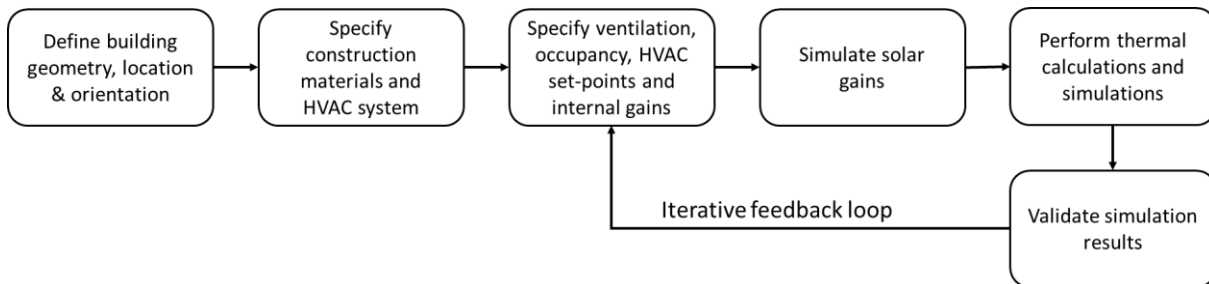 Define building
geometry, location
& orientation
Specify
construction
materials and
HVAC system
Specify ventilation,
occupancy, HVAC
set-points and
internal gains
Simulate solar
gains
Perform thermal
calculations and
simulations
Validate simulation
results
Iterative feedback loop